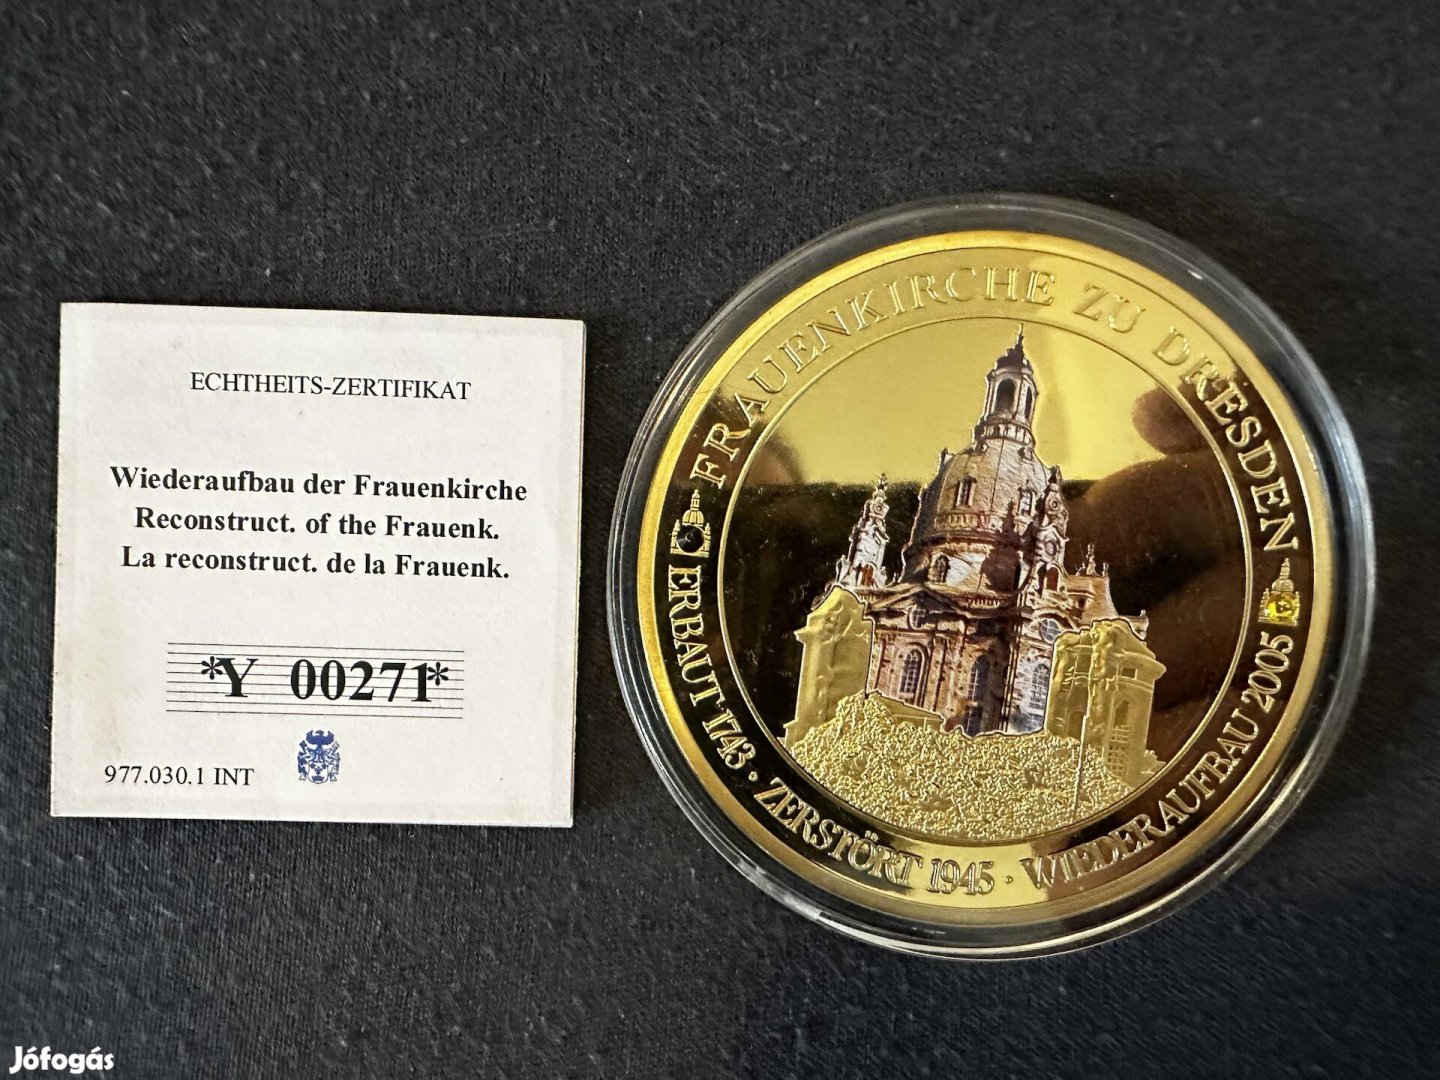 ECHTHEITS-ZERTIFIKAT
Wiederaufbau der Frauenkirche
Reconstruct. of the Frauenk.
La reconstruct. de la Frauenk.
*Y 00271*
977.030.1 INT
FRAUENKIRCHE ZU DRESDEN
ERBAUT 1743 · ZERSTÖRT 1945 · WIEDERAUFBAU 2005
Jófogás